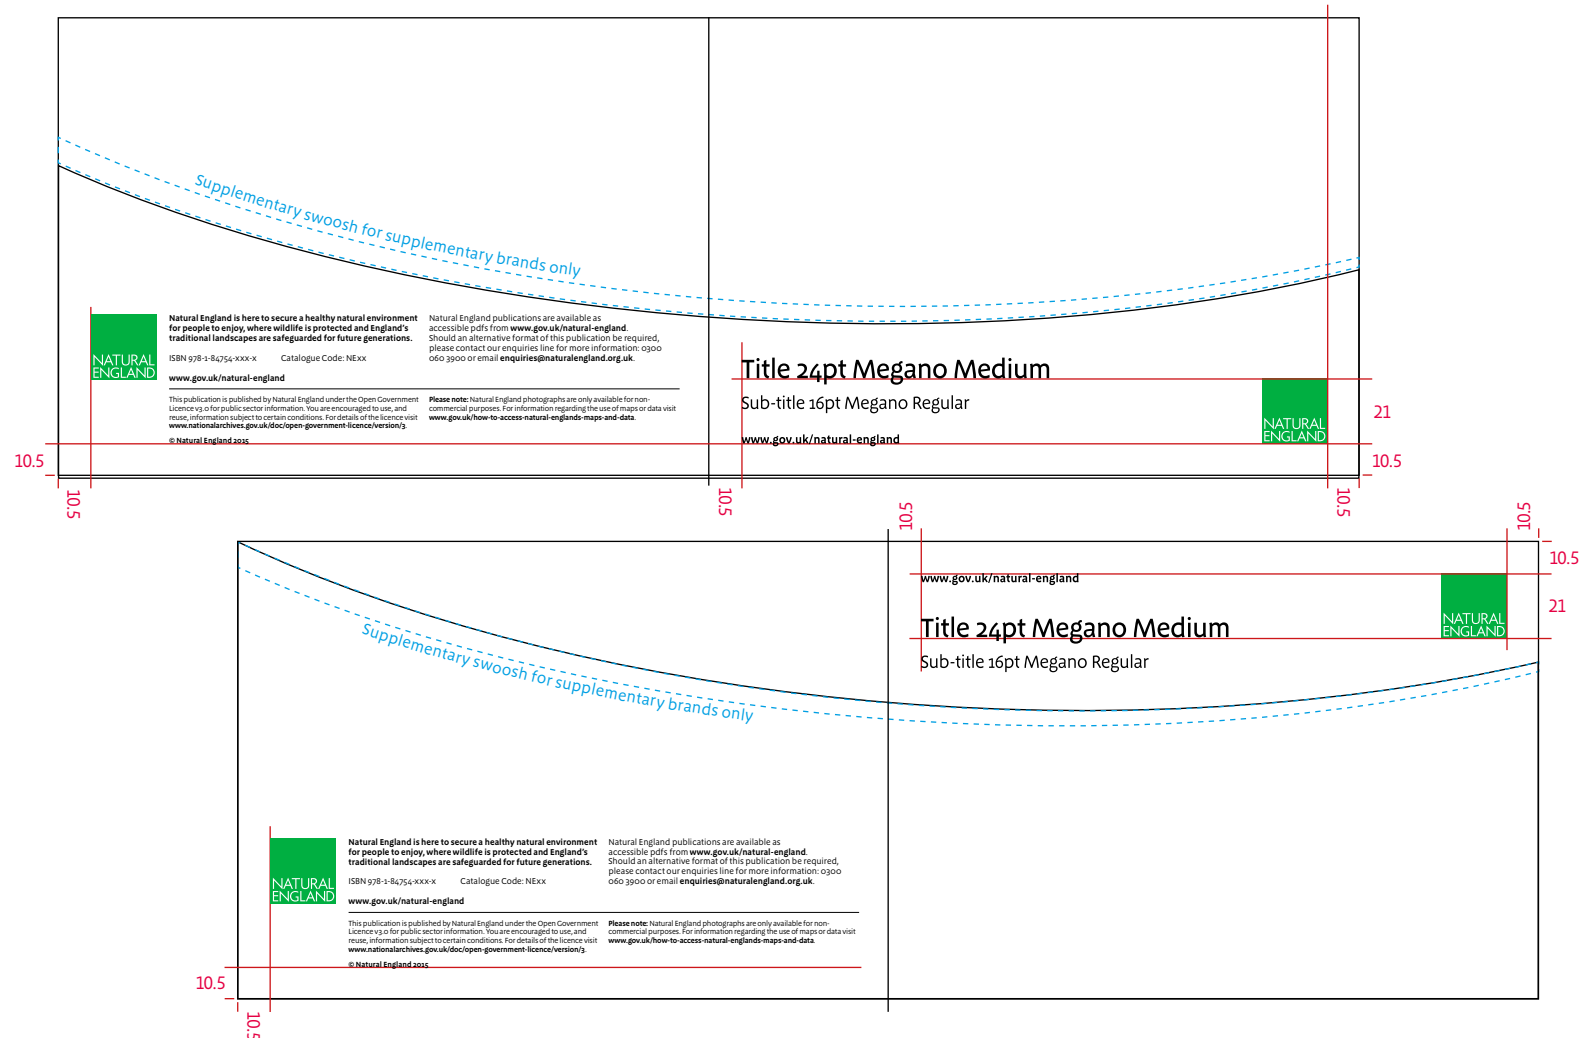 Supplementary swoosh for supplementary brands only
NATURAL
ENGLAND
Natural England is here to secure a healthy natural environment
for people to enjoy, where wildlife is protected and England's
traditional landscapes are safeguarded for future generations.
ISBN 978-1-84754-xxx-x Catalogue Code: NExx
www.gov.uk/natural-england
Natural England publications are available as
accessible pdfs from www.gov.uk/natural-england.
Should an alternative format of this publication be required,
please contact our enquiries line for more information: 0300
060 3900 or email enquiries@naturalengland.org.uk.
This publication is published by Natural England under the Open Government
Licence v3.0 for public sector information. You are encouraged to use, and
reuse, information subject to certain conditions. For details of the licence visit
www.nationalarchives.gov.uk/doc/open-government-licence/version/3.
© Natural England 2015
Please note: Natural England photographs are only available for non-
commercial purposes. For information regarding the use of maps or data visit
www.gov.uk/how-to-access-natural-englands-maps-and-data.
Title 24pt Megano Medium
Sub-title 16pt Megano Regular
www.gov.uk/natural-england
NATURAL
ENGLAND
21
10.5
10.5
10.5
10.5
10.5
10.5
10.5
10.5
www.gov.uk/natural-england
Title 24pt Megano Medium
Sub-title 16pt Megano Regular
NATURAL
ENGLAND
21
Supplementary swoosh for supplementary brands only
NATURAL
ENGLAND
Natural England is here to secure a healthy natural environment
for people to enjoy, where wildlife is protected and England's
traditional landscapes are safeguarded for future generations.
ISBN 978-1-84754-xxx-x Catalogue Code: NExx
www.gov.uk/natural-england
Natural England publications are available as
accessible pdfs from www.gov.uk/natural-england.
Should an alternative format of this publication be required,
please contact our enquiries line for more information: 0300
060 3900 or email enquiries@naturalengland.org.uk.
This publication is published by Natural England under the Open Government
Licence v3.0 for public sector information. You are encouraged to use, and
reuse, information subject to certain conditions. For details of the licence visit
www.nationalarchives.gov.uk/doc/open-government-licence/version/3.
© Natural England 2015
Please note: Natural England photographs are only available for non-
commercial purposes. For information regarding the use of maps or data visit
www.gov.uk/how-to-access-natural-englands-maps-and-data.
10.5
10.5